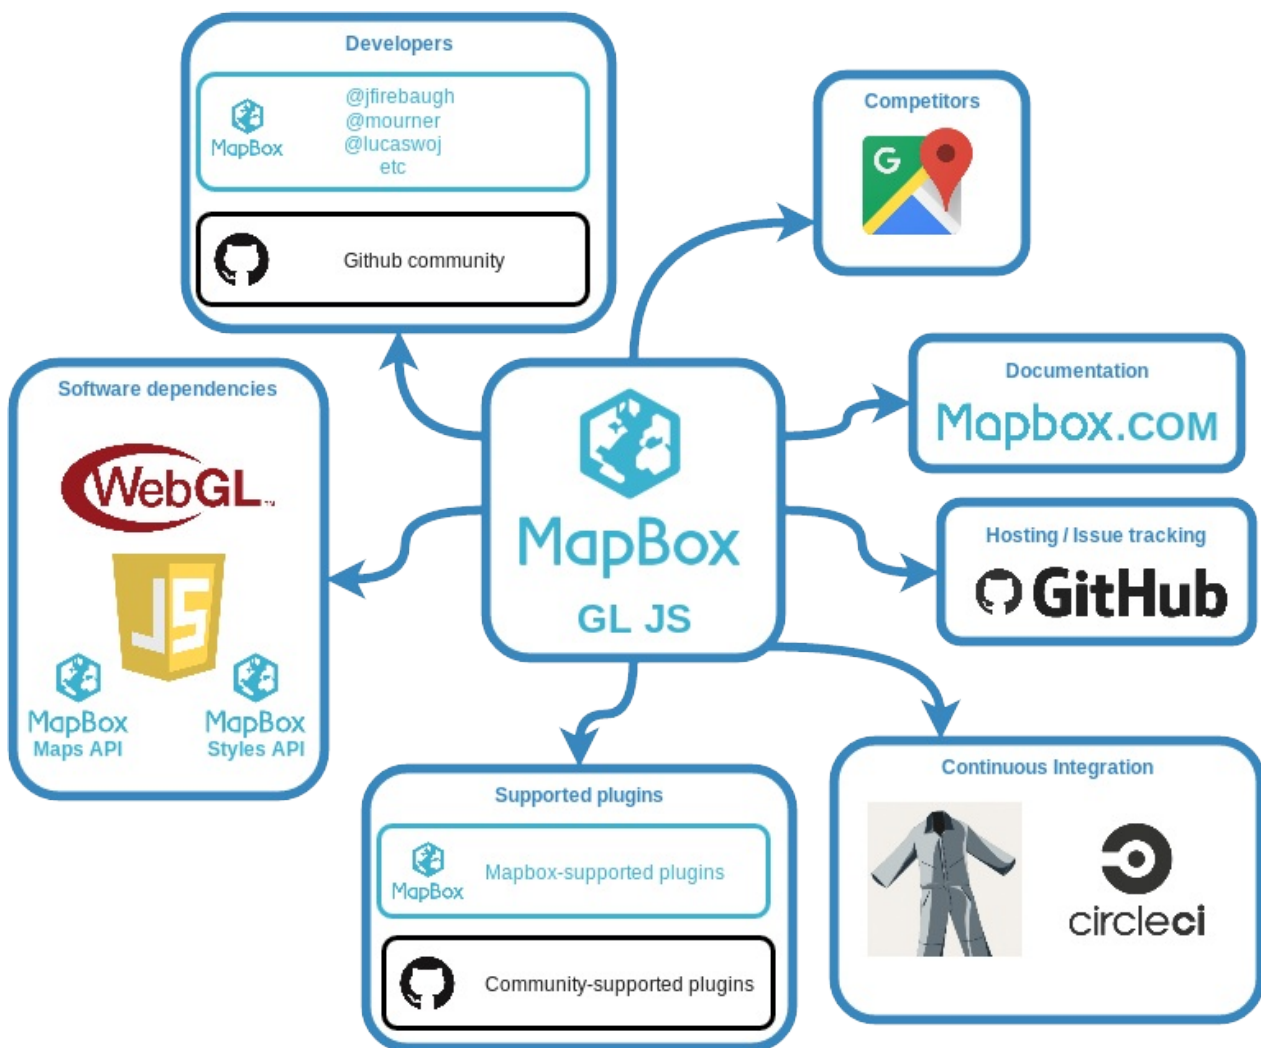 Developers
MapBox
@jfirebaugh
@mourner
@lucaswoj
etc
Github community
Competitors
G
Software dependencies
WebGL™
JS
MapBox
Maps API
MapBox
Styles API
MapBox
GL JS
Documentation
Mapbox.COM
Hosting / Issue tracking
GitHub
Supported plugins
MapBox
Mapbox-supported plugins
Community-supported plugins
Continuous Integration
circleci